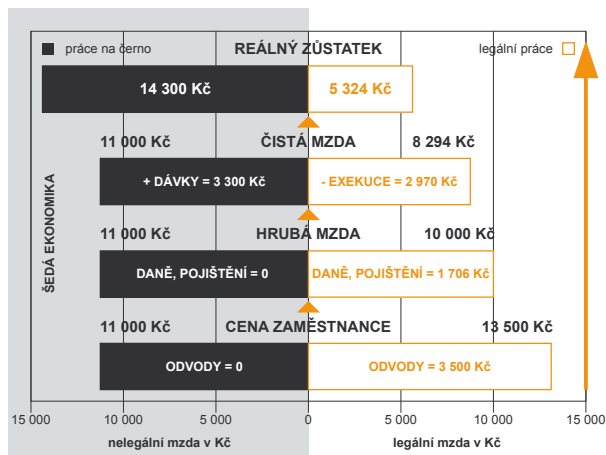 práce na černo REÁLNÝ ZŮSTATEK legální práce
14 300 Kč 5 324 Kč
11 000 Kč ČISTÁ MZDA 8 294 Kč
+ DÁVKY = 3 300 Kč - EXEKUCE = 2 970 Kč
11 000 Kč HRUBÁ MZDA 10 000 Kč
DANĚ, POJIŠTĚNÍ = 0 DANĚ, POJIŠTĚNÍ = 1 706 Kč
11 000 Kč CENA ZAMĚSTNANCE 13 500 Kč
ODVODY = 0 ODVODY = 3 500 Kč
ŠEDÁ EKONOMIKA
15 000 10 000 5 000 0 5 000 10 000 15 000
nelegální mzda v Kč legální mzda v Kč